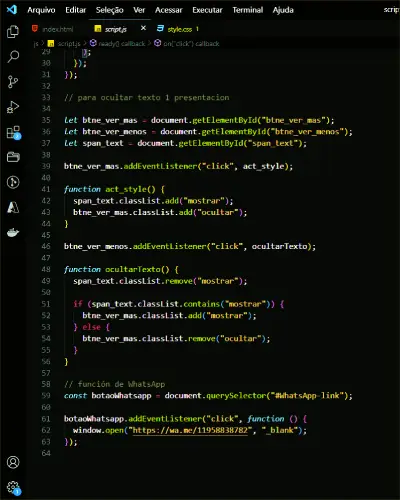 Arquivo Editar Seleção Ver Acessar Executar Terminal Ajuda scrip
index.html script.js style.css 1
js > script.js > ready() callback > on("click") callback
29 );
30 });
31 });
32
33 // para ocultar texto 1 presentacion
34
35 let btne_ver_mas = document.getElementById("btne_ver_mas");
36 let btne_ver_menos = document.getElementById("btne_ver_menos");
37 let span_text = document.getElementById("span_text");
38
39 btne_ver_mas.addEventListener("click", act_style);
40
41 function act_style() {
42 span_text.classList.add("mostrar");
43 btne_ver_mas.classList.add("ocultar");
44 }
45
46 btne_ver_menos.addEventListener("click", ocultarTexto);
47
48 function ocultarTexto() {
49 span_text.classList.remove("mostrar");
50
51 if (span_text.classList.contains("mostrar")) {
52 btne_ver_mas.classList.add("mostrar");
53 } else {
54 btne_ver_mas.classList.remove("ocultar");
55 }
56 }
57
58 // función de WhatsApp
59 const botaoWhatsapp = document.querySelector("#WhatsApp-link");
60
61 botaoWhatsapp.addEventListener("click", function () {
62 window.open("https://wa.me/11958838782", "_blank");
63 });
64